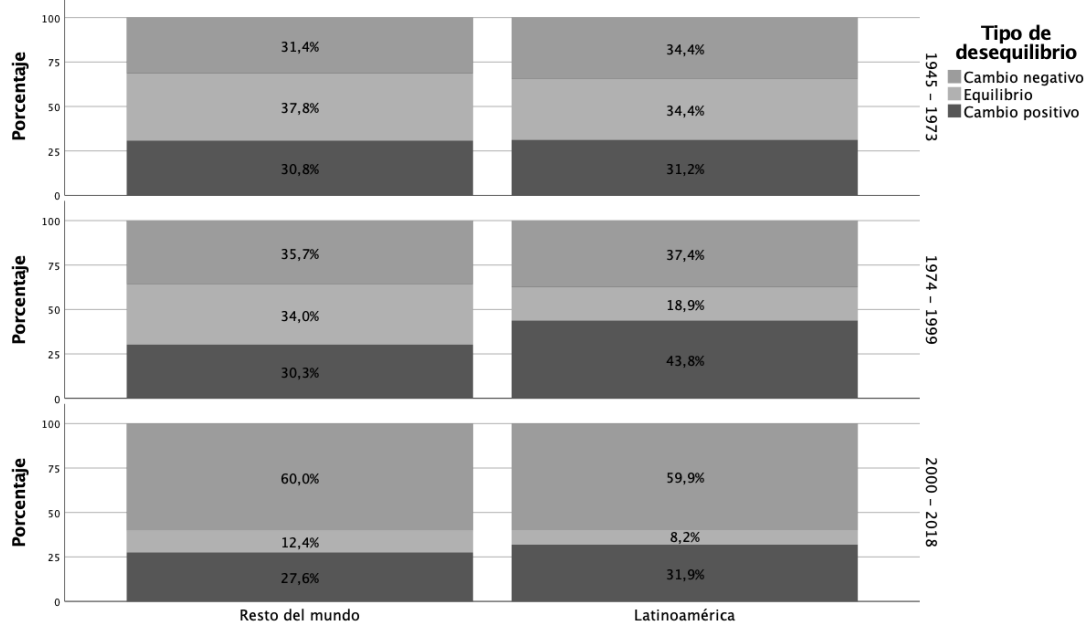 Tipo de
desequilibrio
Cambio negativo
Equilibrio
Cambio positivo
Porcentaje
100
75
50
25
0
31,4%
37,8%
30,8%
34,4%
34,4%
31,2%
1945 – 1973
Porcentaje
100
75
50
25
0
35,7%
34,0%
30,3%
37,4%
18,9%
43,8%
1974 – 1999
Porcentaje
100
75
50
25
0
60,0%
12,4%
27,6%
59,9%
8,2%
31,9%
2000 – 2018
Resto del mundo
Latinoamérica